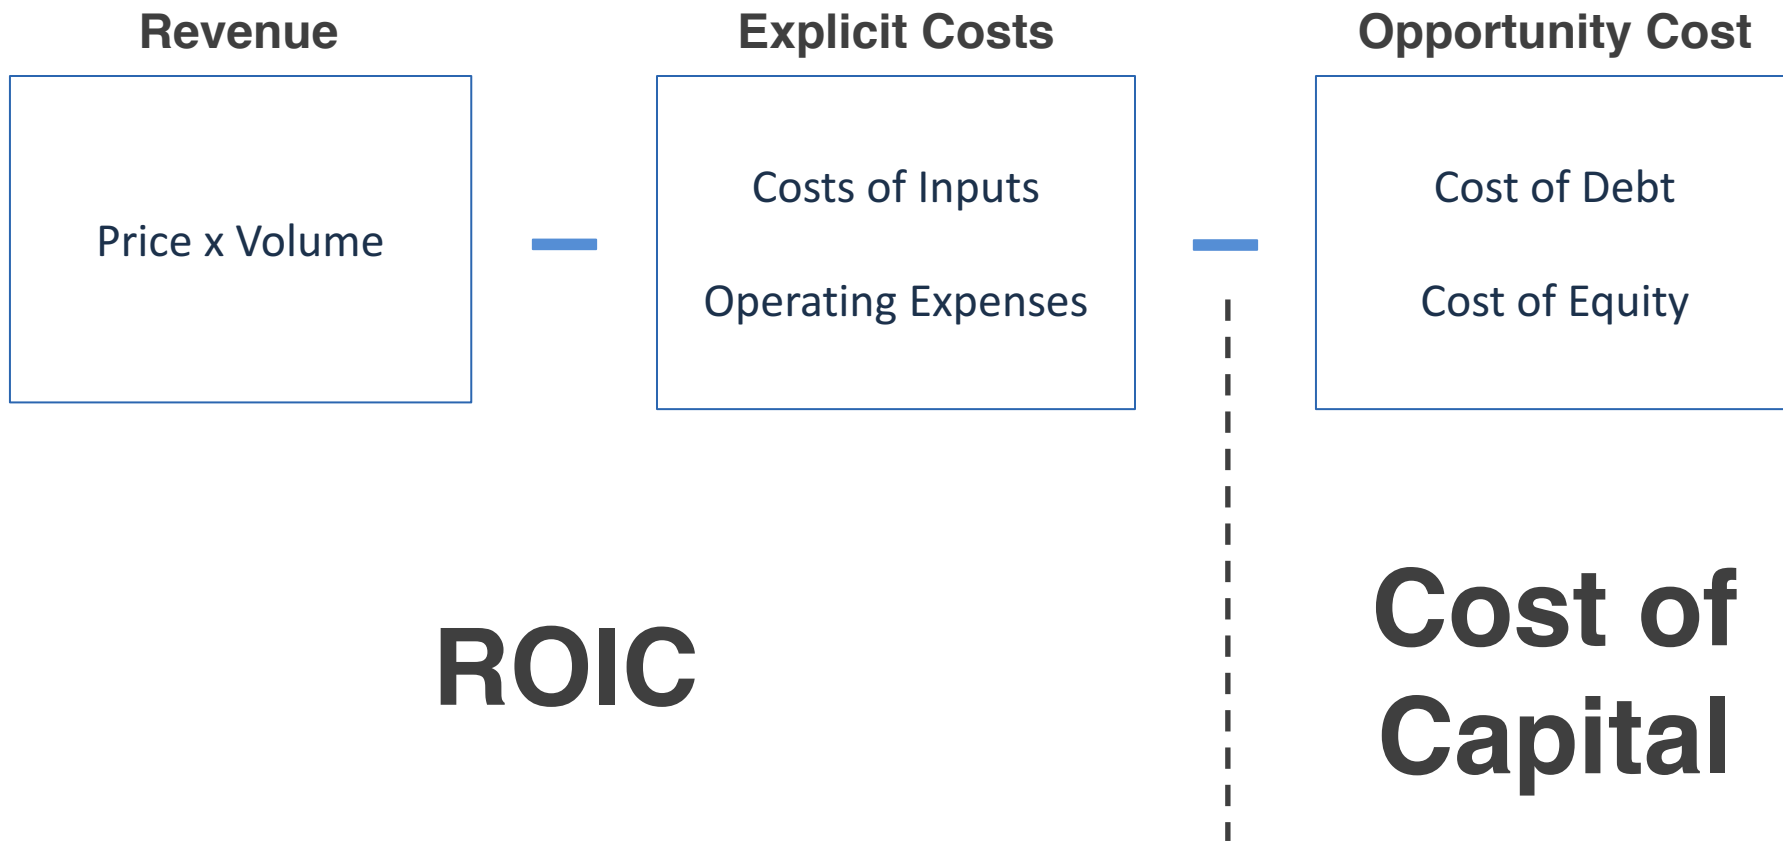 Revenue
Explicit Costs
Opportunity Cost
Price x Volume
Costs of Inputs
Operating Expenses
Cost of Debt
Cost of Equity
ROIC
Cost of
Capital